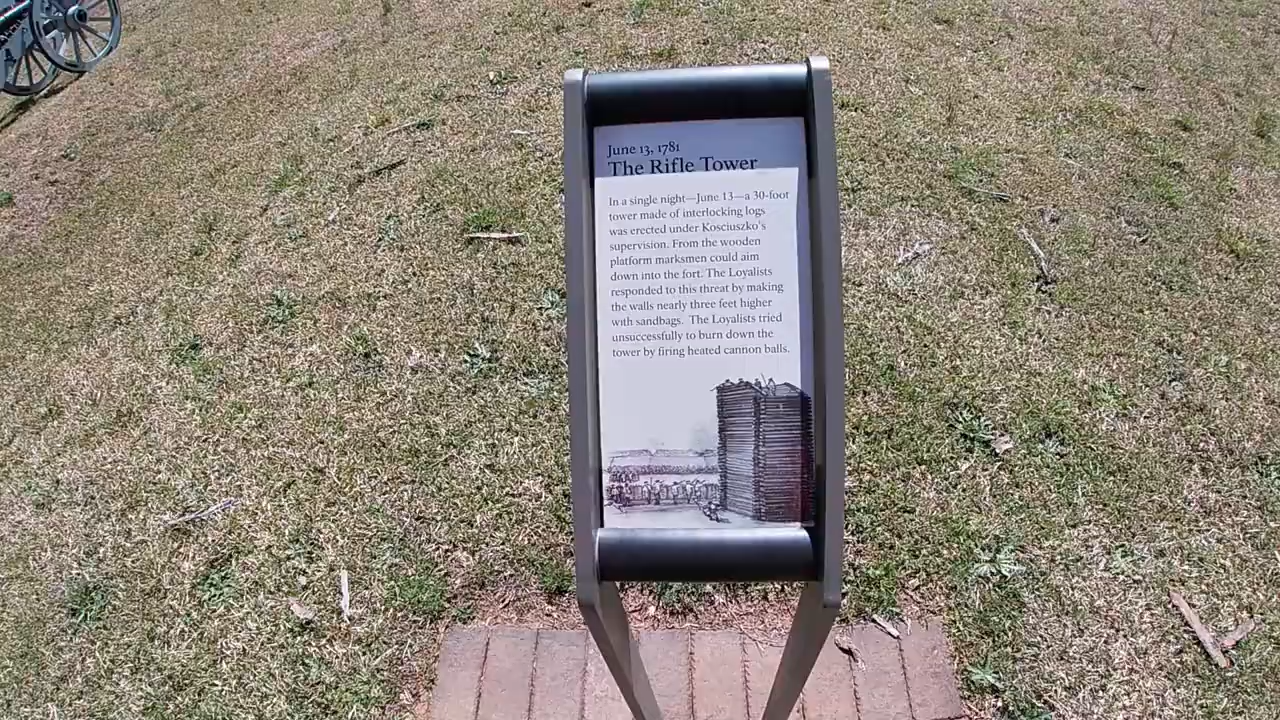 June 13, 1781
The Rifle Tower
In a single night—June 13—a 30-foot
tower made of interlocking logs
was erected under Kosciuszko's
supervision. From the wooden
platform marksmen could aim
down into the fort. The Loyalists
responded to this threat by making
the walls nearly three feet higher
with sandbags. The Loyalists tried
unsuccessfully to burn down the
tower by firing heated cannon balls.